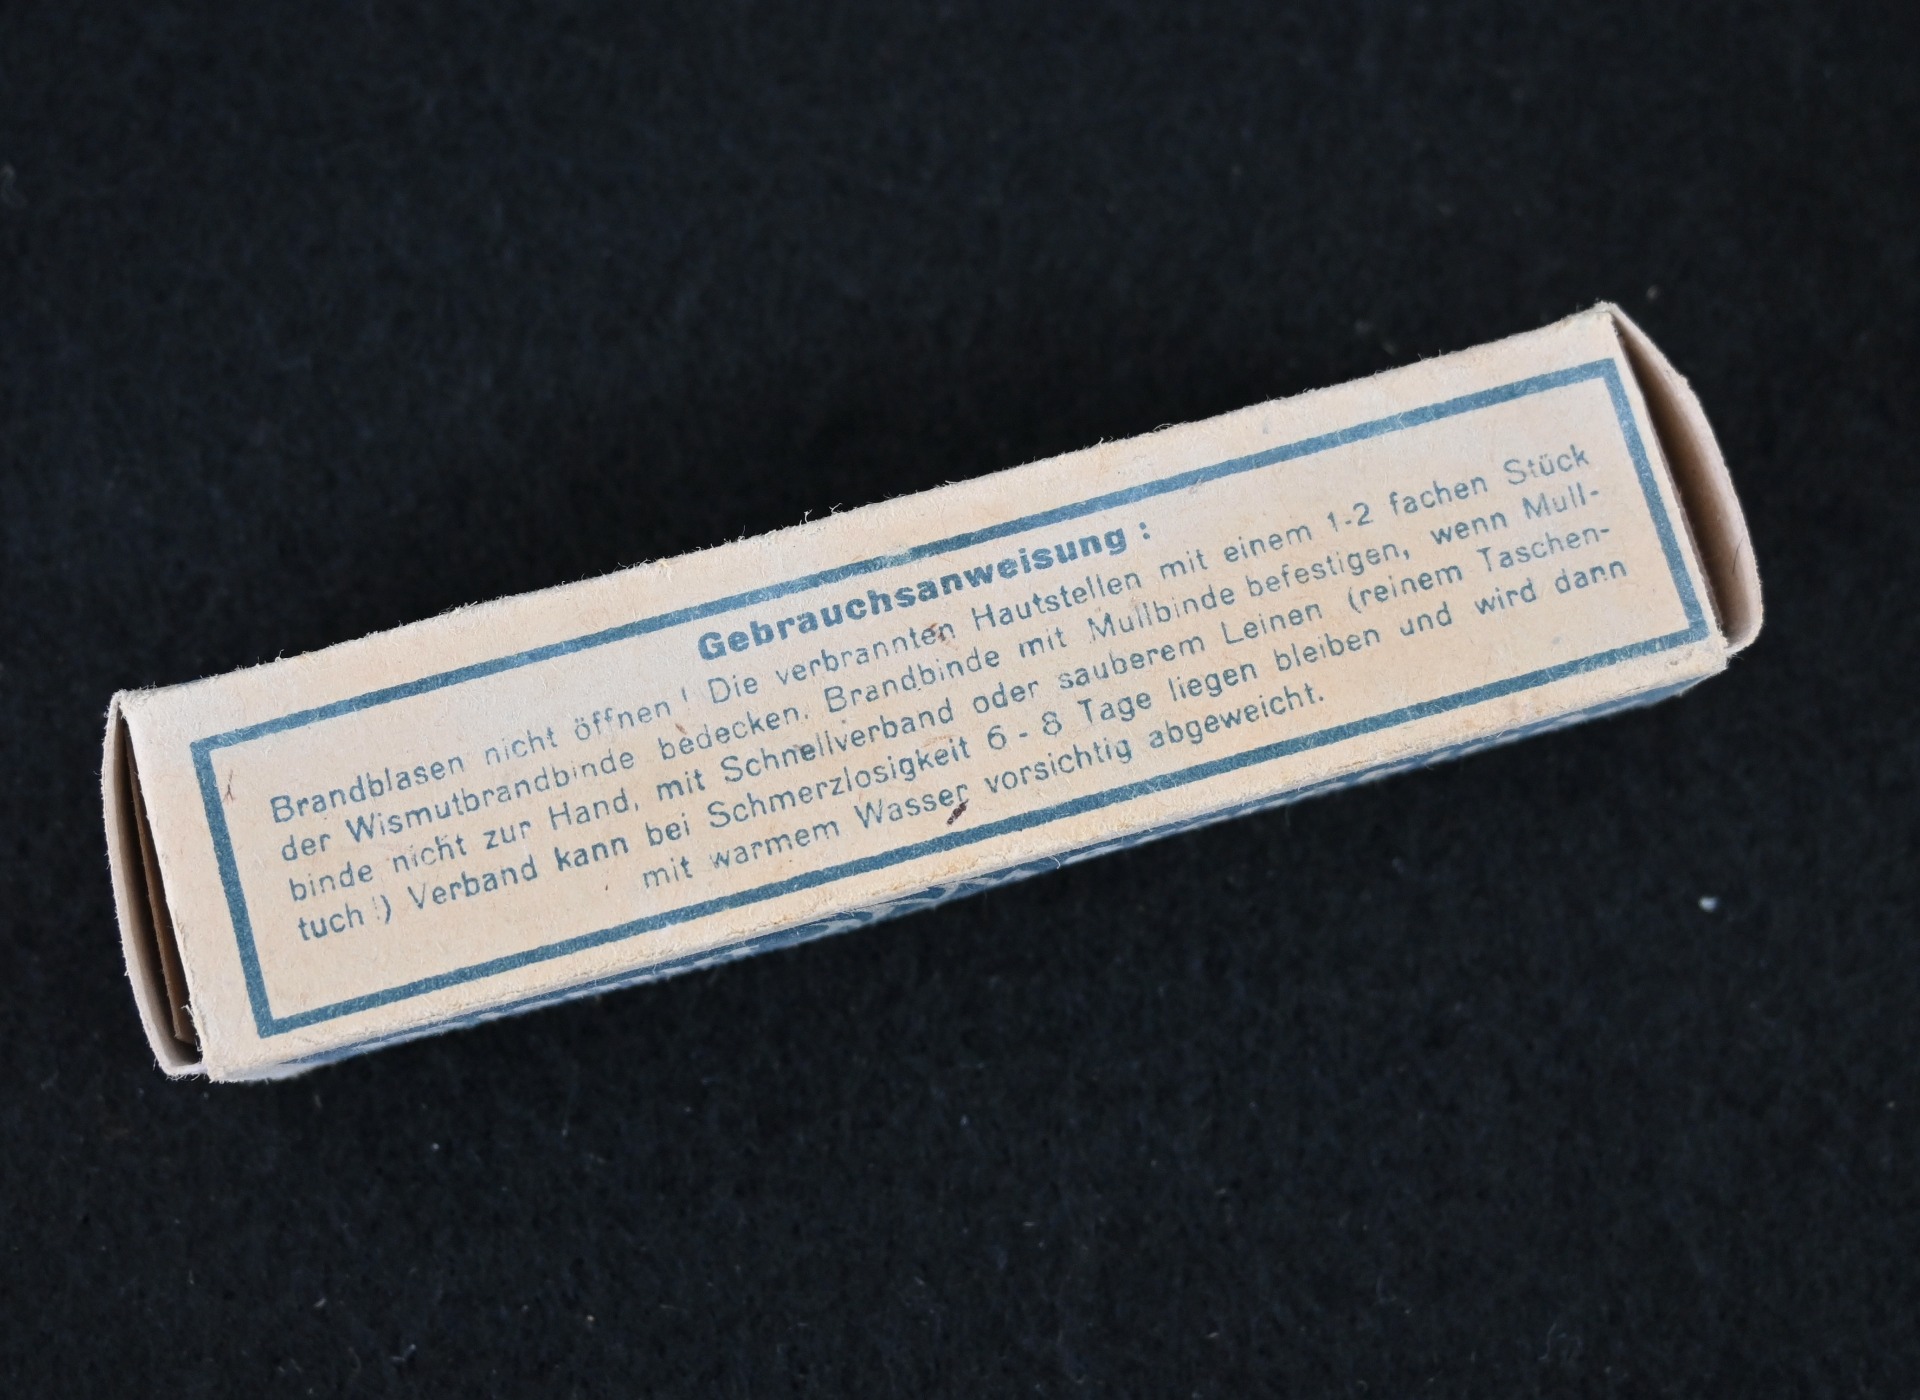 Gebrauchsanweisung :
Brandblasen nicht öffnen! Die verbrannten Hautstellen mit einem 1-2 fachen Stück
der Wismutbrandbinde bedecken. Brandbinde mit Mullbinde befestigen, wenn Mull-
binde nicht zur Hand, mit Schnellverband oder sauberem Leinen (reinem Taschen-
tuch!) Verband kann bei Schmerzlosigkeit 6 - 8 Tage liegen bleiben und wird dann
mit warmem Wasser vorsichtig abgeweicht.